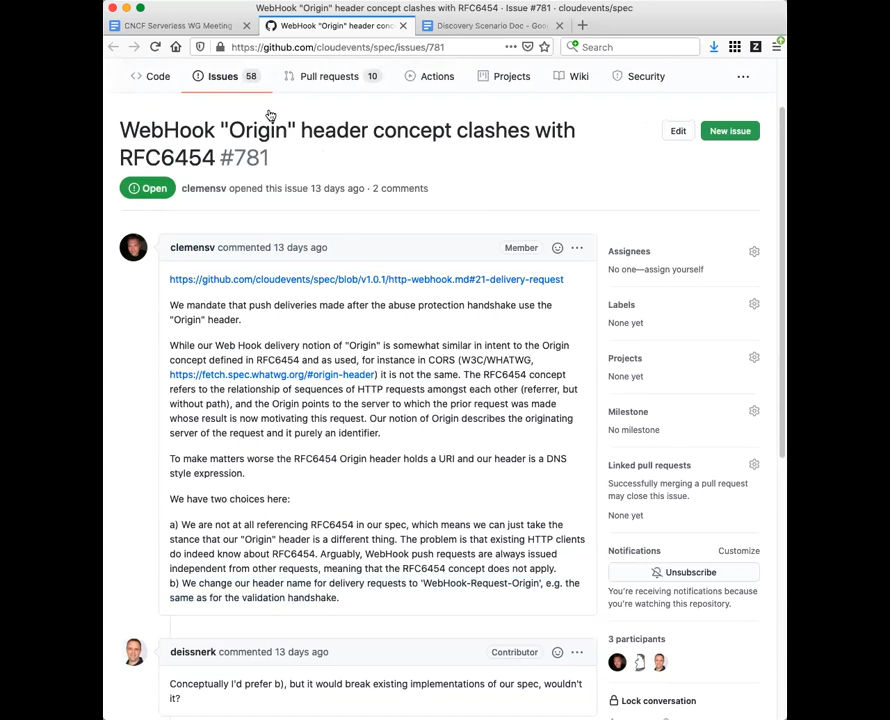 WebHook "Origin" header concept clashes with RFC6454 · Issue #781 · cloudevents/spec
CNCF Serverless WG Meeting
WebHook "Origin" header conc
Discovery Scenario Doc - Goog
https://github.com/cloudevents/spec/issues/781
Search
Code
Issues 58
Pull requests 10
Actions
Projects
Wiki
Security
WebHook "Origin" header concept clashes with
RFC6454 #781
Edit
New issue
Open
clemensv opened this issue 13 days ago · 2 comments
clemensv commented 13 days ago
Member
https://github.com/cloudevents/spec/blob/v1.0.1/http-webhook.md#21-delivery-request
We mandate that push deliveries made after the abuse protection handshake use the
"Origin" header.
While our Web Hook delivery notion of "Origin" is somewhat similar in intent to the Origin
concept defined in RFC6454 and as used, for instance in CORS (W3C/WHATWG,
https://fetch.spec.whatwg.org/#origin-header) it is not the same. The RFC6454 concept
refers to the relationship of sequences of HTTP requests amongst each other (referrer, but
without path), and the Origin points to the server to which the prior request was made
whose result is now motivating this request. Our notion of Origin describes the originating
server of the request and it purely an identifier.
To make matters worse the RFC6454 Origin header holds a URI and our header is a DNS
style expression.
We have two choices here:
a) We are not at all referencing RFC6454 in our spec, which means we can just take the
stance that our "Origin" header is a different thing. The problem is that existing HTTP clients
do indeed know about RFC6454. Arguably, WebHook push requests are always issued
independent from other requests, meaning that the RFC6454 concept does not apply.
b) We change our header name for delivery requests to 'WebHook-Request-Origin', e.g. the
same as for the validation handshake.
deissnerk commented 13 days ago
Contributor
Conceptually I'd prefer b), but it would break existing implementations of our spec, wouldn't
it?
Assignees
No one—assign yourself
Labels
None yet
Projects
None yet
Milestone
No milestone
Linked pull requests
Successfully merging a pull request
may close this issue.
None yet
Notifications
Customize
Unsubscribe
You're receiving notifications because
you're watching this repository.
3 participants
Lock conversation